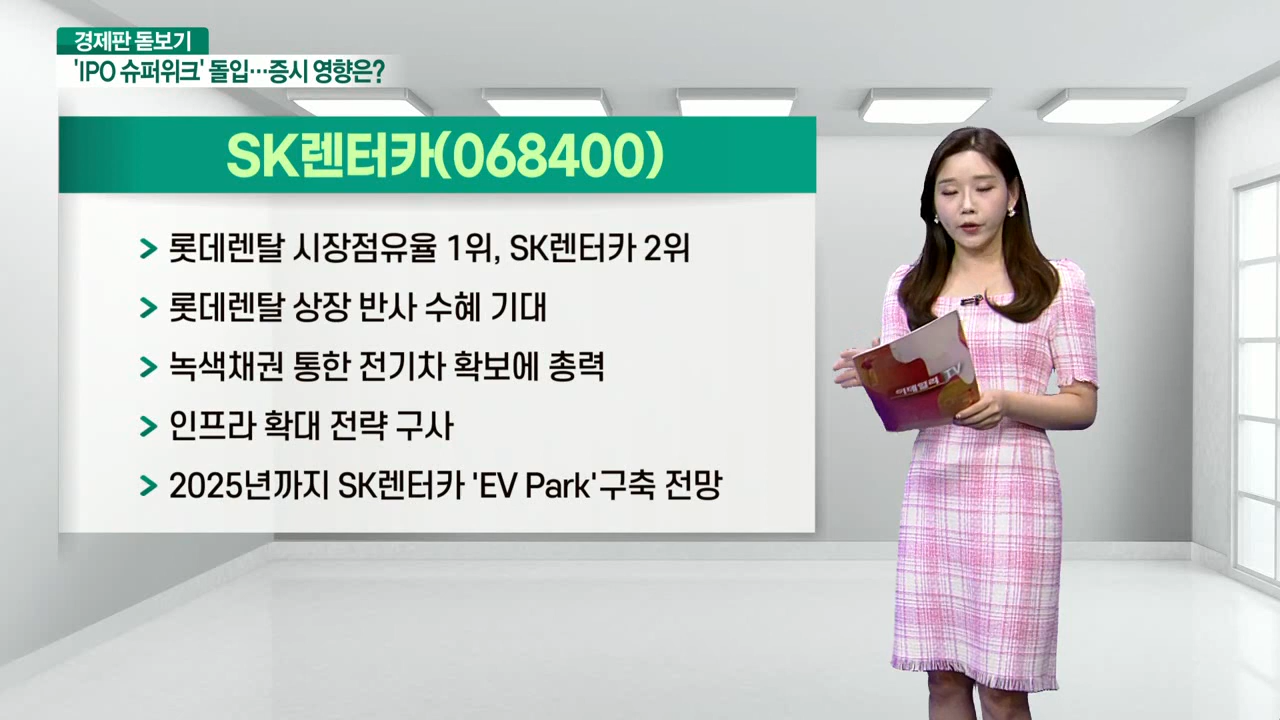 경제판 돋보기
'IPO 슈퍼위크' 돌입…증시 영향은?
SK렌터카(068400)
> 롯데렌탈 시장점유율 1위, SK렌터카 2위
> 롯데렌탈 상장 반사 수혜 기대
> 녹색채권 통한 전기차 확보에 총력
> 인프라 확대 전략 구사
> 2025년까지 SK렌터카 'EV Park'구축 전망
이데일리 TV